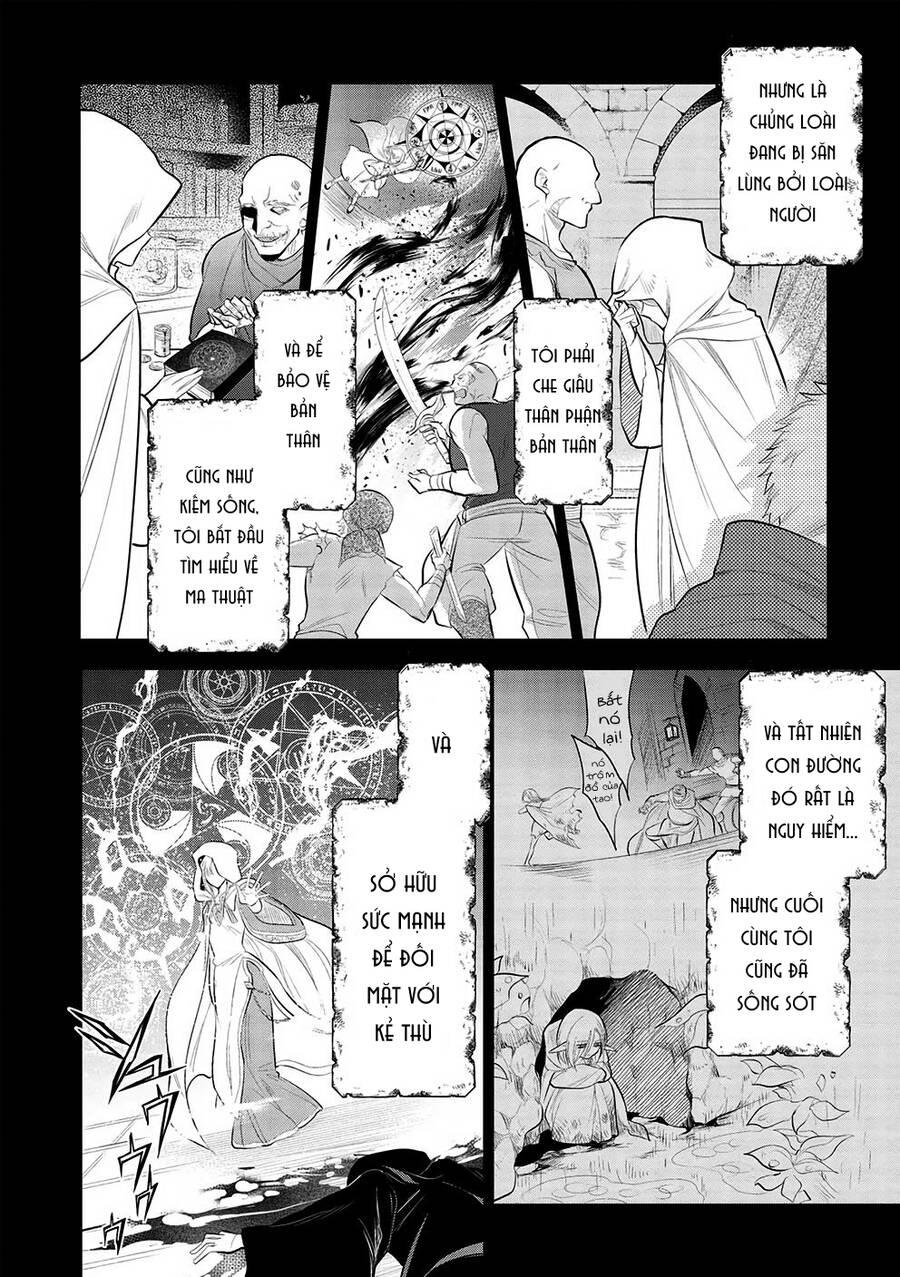 NHƯNG LÀ
CHỦNG LOÀI
ĐANG BỊ SĂN
LÙNG BỞI LOÀI
NGƯỜI
TÔI PHẢI
CHE GIẤU
THÂN PHẬN
BẢN THÂN
VÀ ĐỂ
BẢO VỆ
BẢN
THÂN
CŨNG NHƯ
KIẾM SỐNG,
TÔI BẮT ĐẦU
TÌM HIỂU VỀ
MA THUẬT
VÀ TẤT NHIÊN
CON ĐƯỜNG
ĐÓ RẤT LÀ
NGUY HIỂM...
Bắt
nó
lại!
nó
trộm
đồ của
tao!
NHƯNG CUỐI
CÙNG TÔI
CŨNG ĐÃ
SỐNG SÓT
VÀ
SỞ HỮU
SỨC MẠNH
ĐỂ ĐỐI
MẶT VỚI
KẺ THÙ